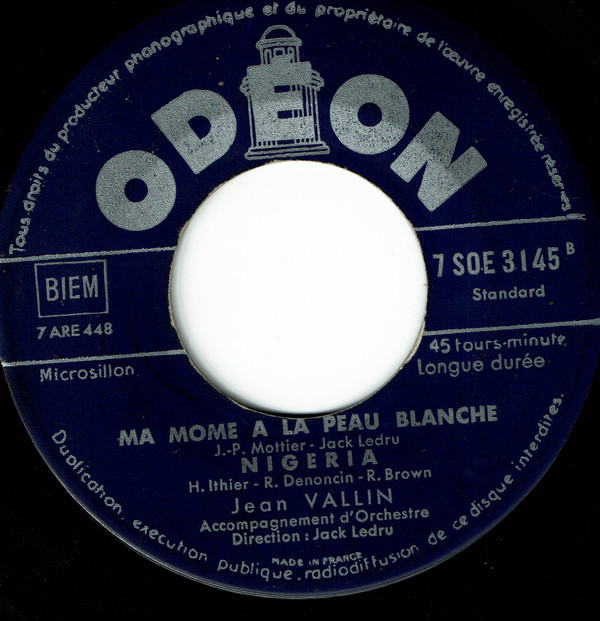 Tous droits du producteur phonographique et du propriétaire de l'œuvre enregistrée réservés
ODEON
BIEM
7 ARE 448
7 SOE 3145 B
Standard
Microsillon
45 tours-minute
Longue durée
MA MOME A LA PEAU BLANCHE
J.-P. Mottier - Jack Ledru
NIGERIA
H. Ithier - R. Denoncin - R. Brown
Jean VALLIN
Accompagnement d'Orchestre
Direction : Jack Ledru
MADE IN FRANCE
Duplication, exécution publique, radiodiffusion de ce disque interdites.